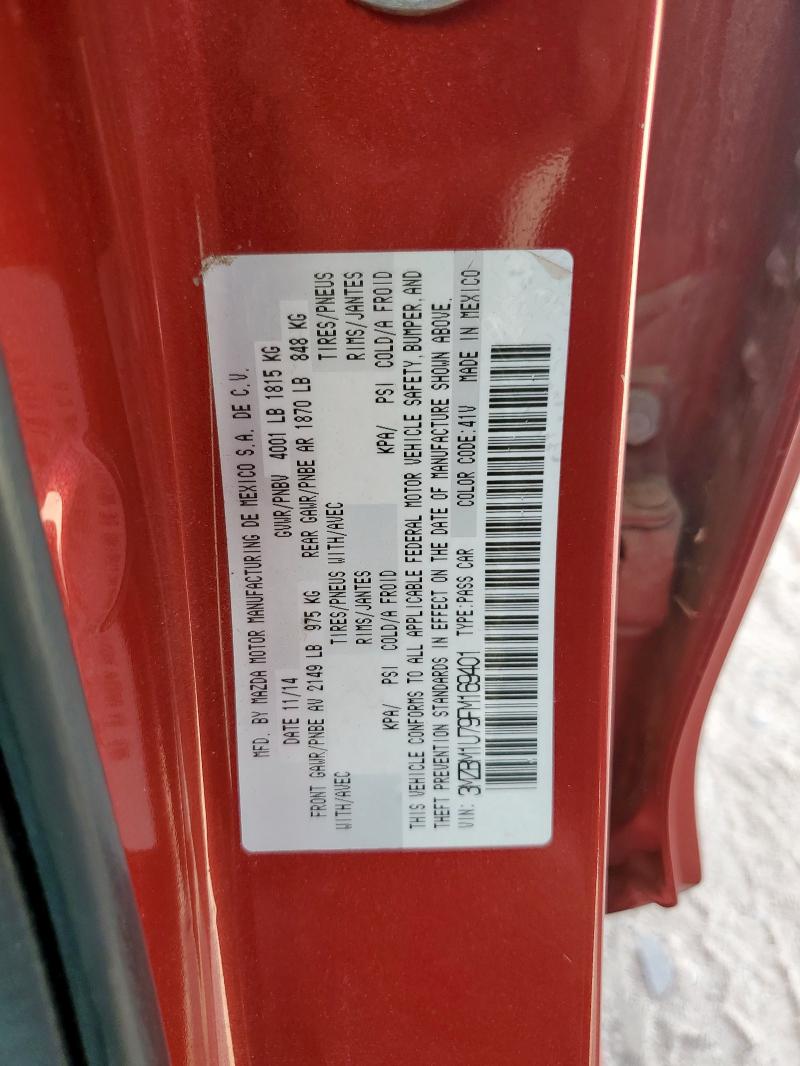 MFD. BY MAZDA MOTOR MANUFACTURING DE MEXICO S.A. DE C.V.
DATE 11/14 GVWR/PNBV 4001 LB 1815 KG
FRONT GAWR/PNBE AV 2149 LB 975 KG REAR GAWR/PNBE AR 1870 LB 848 KG
WITH/AVEC TIRES/PNEUS WITH/AVEC TIRES/PNEUS
RIMS/JANTES RIMS/JANTES
KPA/ PSI COLD/A FROID KPA/ PSI COLD/A FROID
THIS VEHICLE CONFORMS TO ALL APPLICABLE FEDERAL MOTOR VEHICLE SAFETY, BUMPER, AND
THEFT PREVENTION STANDARDS IN EFFECT ON THE DATE OF MANUFACTURE SHOWN ABOVE.
VIN: 3MZBM1U79FM169401 TYPE:PASS CAR COLOR CODE:41V MADE IN MEXICO